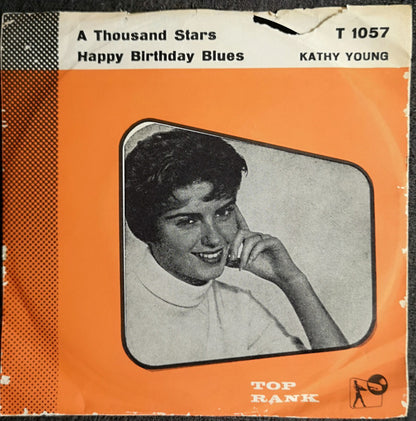 A Thousand Stars
T 1057
Happy Birthday Blues
KATHY YOUNG
TOP
RANK